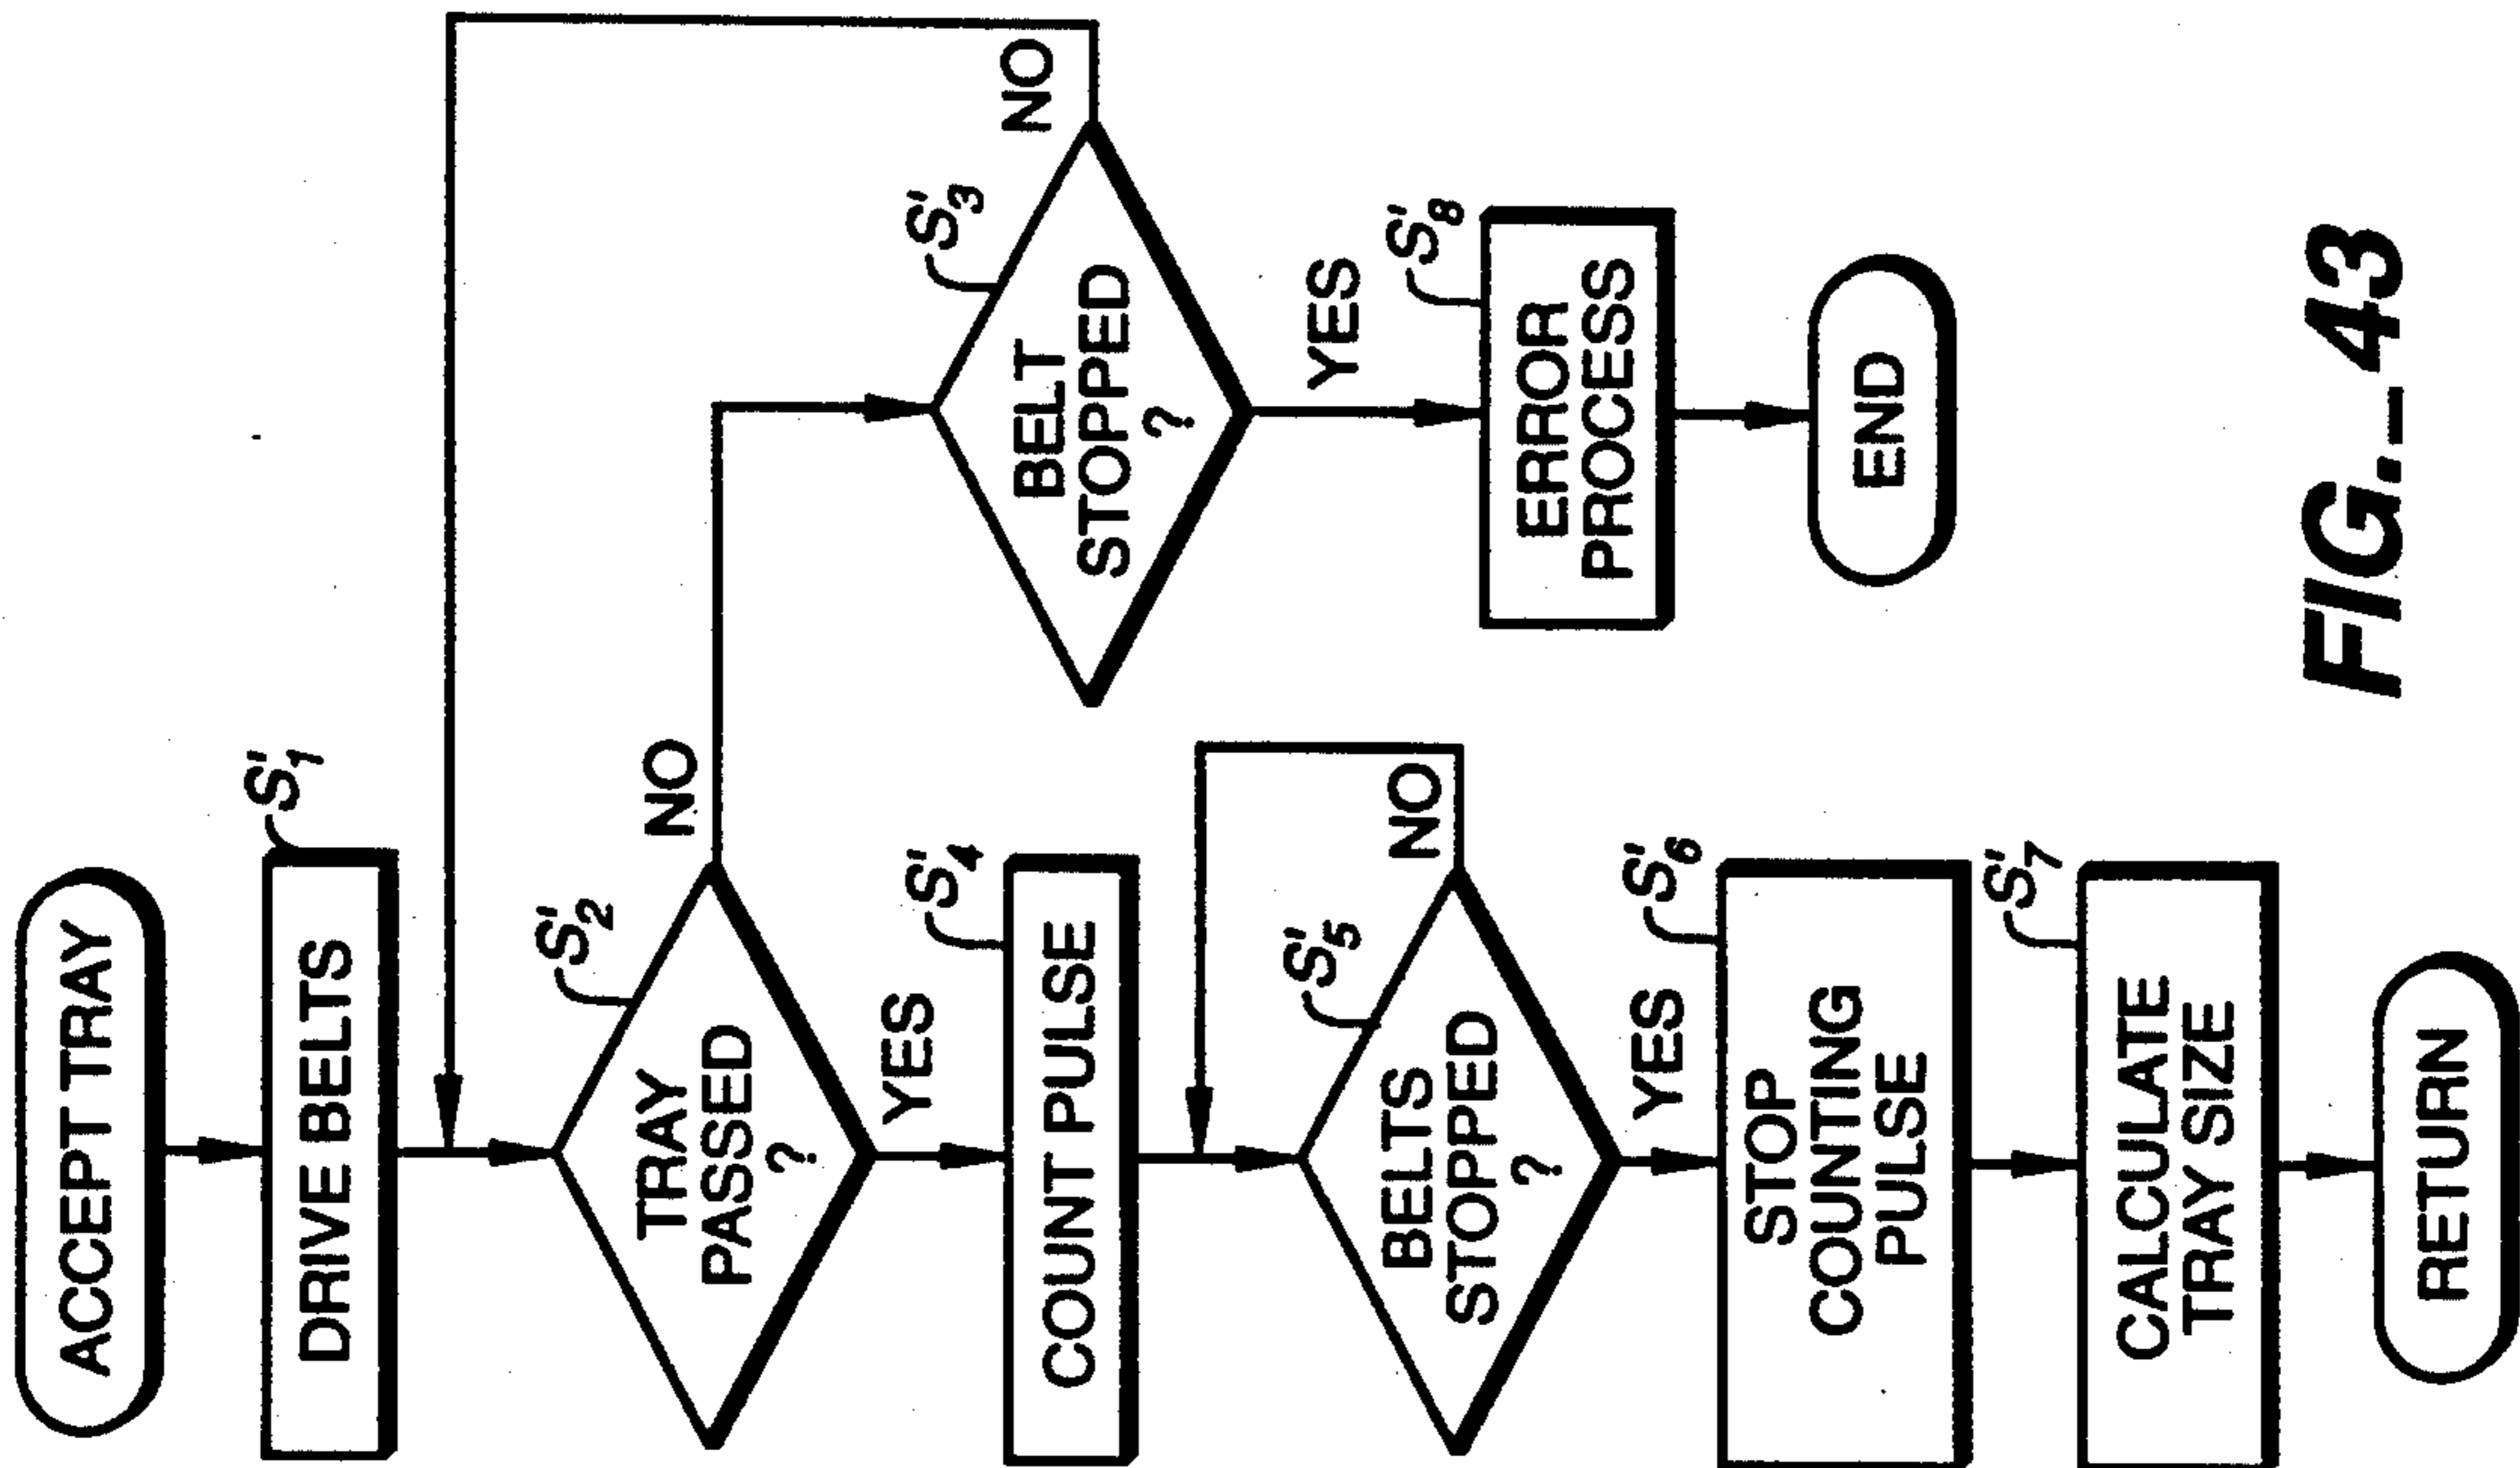 ACCEPT TRAY
S'1
DRIVE BELTS
S'2
TRAY
PASSED
?
NO
YES
S'3
BELT
STOPPED
?
NO
YES
S'4
COUNT PULSE
S'5
BELTS
STOPPED
?
NO
YES
S'6
STOP
COUNTING
PULSE
S'7
CALCULATE
TRAY SIZE
RETURN
S'8
ERROR
PROCESS
END
FIG.-43